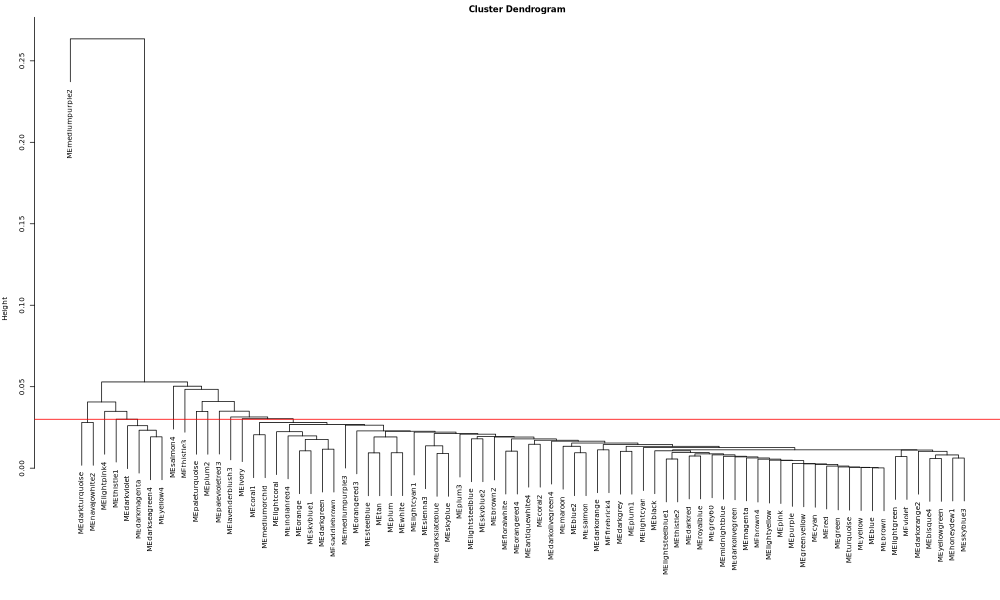 Cluster Dendrogram
Height
0.00
0.05
0.10
0.15
0.20
0.25
MEmediumpurple2
MEdarkturquoise
MEnavajowhite2
MElightpink4
MEthistle1
MEdarkviolet
MEdarkmagenta
MEdarkseagreen4
MEyellow4
MEsalmon4
MEthistle3
MEpaleturquoise
MEplum2
MEpalevioletred3
MElavenderblush3
MEivory
MEcoral1
MEmediumorchid
MElightcoral
MEindianred4
MEorange
MEskyblue1
MEdarkgreen
MEsaddlebrown
MEmediumpurple3
MEorangered3
MEsteelblue
MEtan
MEplum
MEwhite
MElightcyan1
MEsienna3
MEdarkslateblue
MEskyblue
MEplum3
MElightsteelblue
MEskyblue2
MEbrown2
MEfloralwhite
MEorangered4
MEantiquewhite4
MEcoral2
MEdarkolivegreen4
MEmaroon
MEblue2
MEsalmon
MEdarkorange
MEfirebrick4
MEdarkgrey
MEplum1
MElightcyan
MEblack
MElightsteelblue1
MEthistle2
MEdarkred
MEroyalblue
MEgrey60
MEmidnightblue
MEdarkolivegreen
MEmagenta
MEbrown4
MElightyellow
MEpink
MEpurple
MEgreenyellow
MEcyan
MEred
MEgreen
MEturquoise
MEyellow
MEblue
MEbrown
MElightgreen
MEviolet
MEdarkorange2
MEbisque4
MEyellowgreen
MEhoneydew1
MEskyblue3